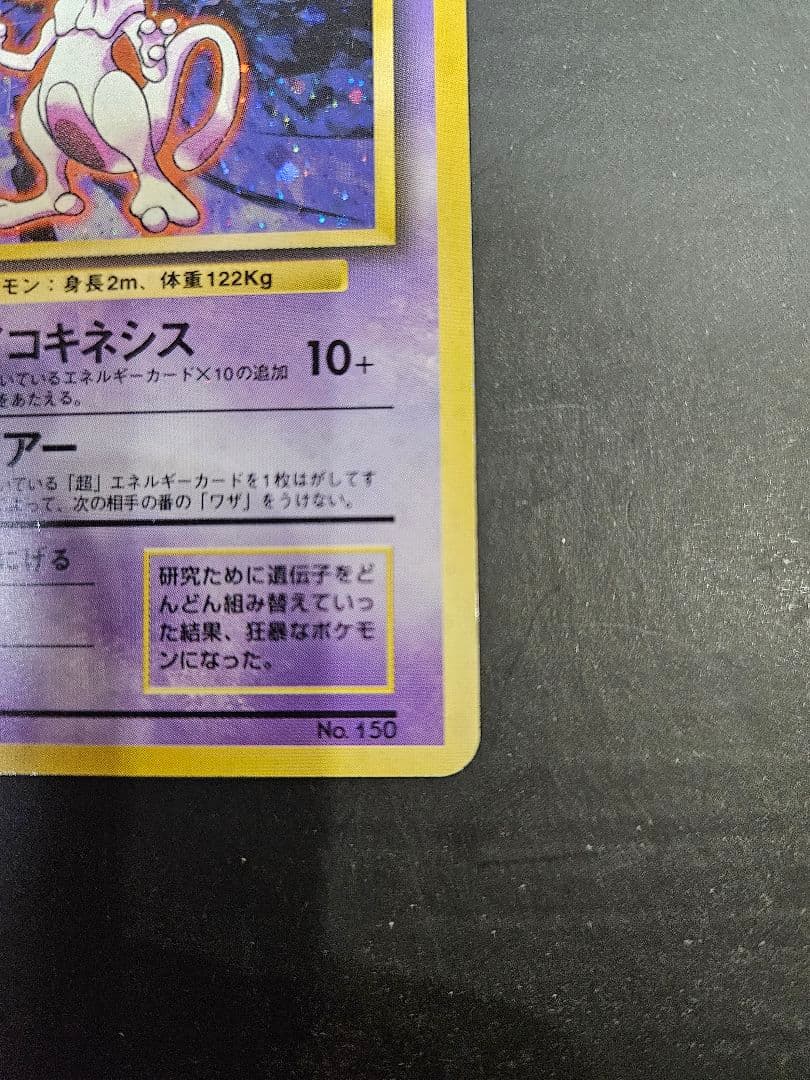 モン：身長2m、体重122Kg
コキネシス 10+
いているエネルギーカード×10の追加
をあたえる。
アー
いている「超」エネルギーカードを1枚はがしてす
よって、次の相手の番の「ワザ」をうけない。
にげる
研究ために遺伝子をど
んどん組み替えていっ
た結果、狂暴なポケモ
ンになった。
No. 150